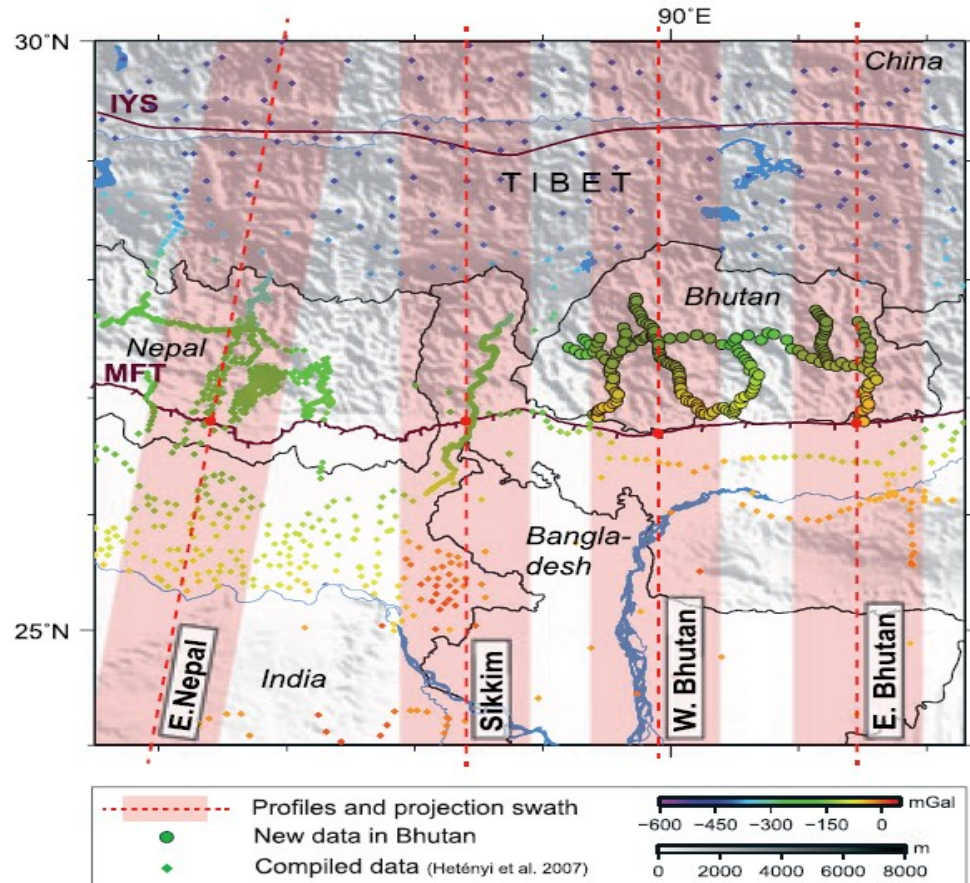 90˚E
30˚N
China
IYS
TIBET
Bhutan
Nepal
MFT
Bangla-
desh
25˚N
India
E.Nepal
Sikkim
W. Bhutan
E. Bhutan
Profiles and projection swath
New data in Bhutan
Compiled data (Hetényi et al. 2007)
mGal
−600 −450 −300 −150 0
m
0 2000 4000 6000 8000